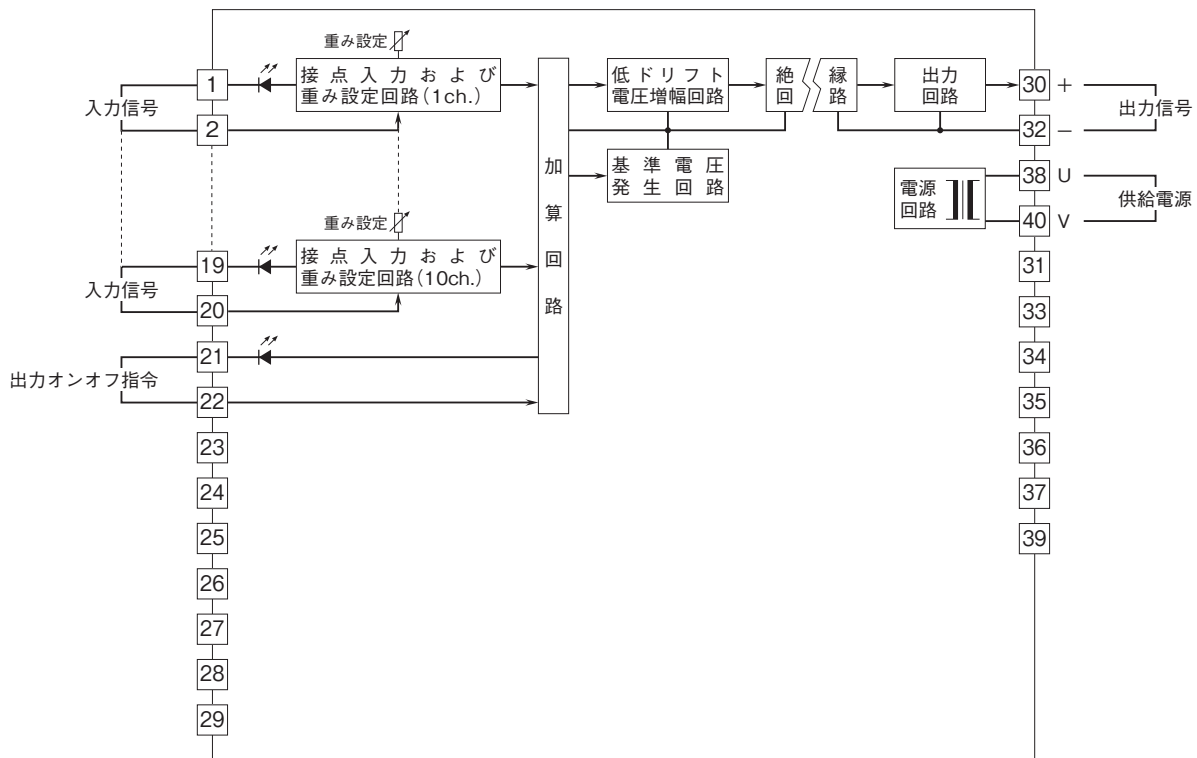 重み設定
接点入力および
重み設定回路(1ch.)
1
入力信号
2
重み設定
接点入力および
重み設定回路(10ch.)
19
入力信号
20
21
出力オンオフ指令
22
23
24
25
26
27
28
29
加算回路
低ドリフト
電圧増幅回路
基準電圧
発生回路
絶縁
回路
出力
回路
30 +
出力信号
32 −
電源
回路
38 U
供給電源
40 V
31
33
34
35
36
37
39